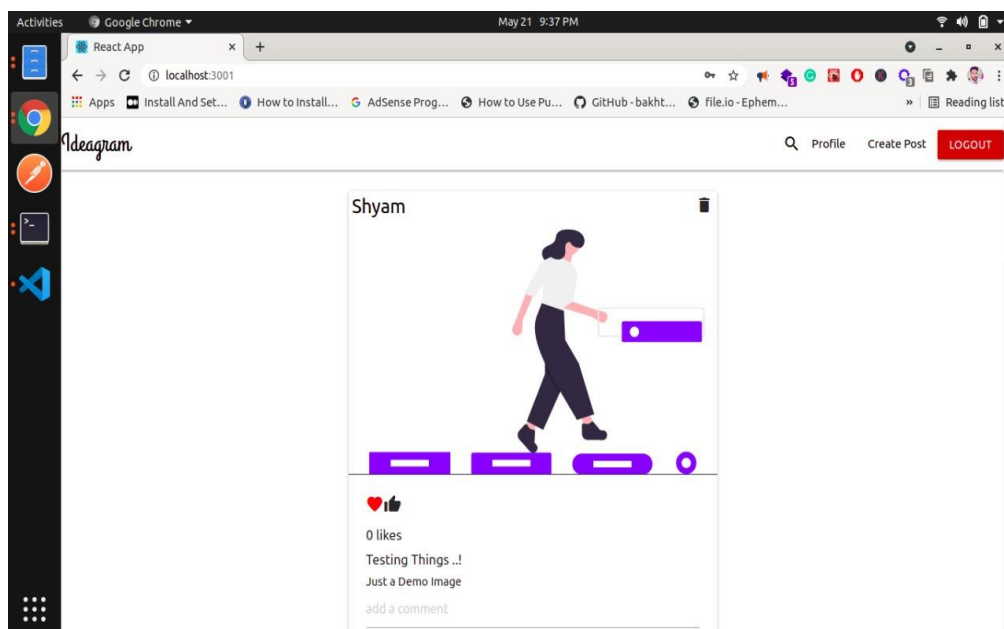 Activities Google Chrome May 21 9:37 PM
React App
localhost:3001
Apps Install And Set... How to Install... AdSense Prog... How to Use Pu... GitHub - bakht... file.io - Ephem... » Reading list
Ideagram Profile Create Post LOGOUT
Shyam
0 likes
Testing Things ..!
Just a Demo Image
add a comment